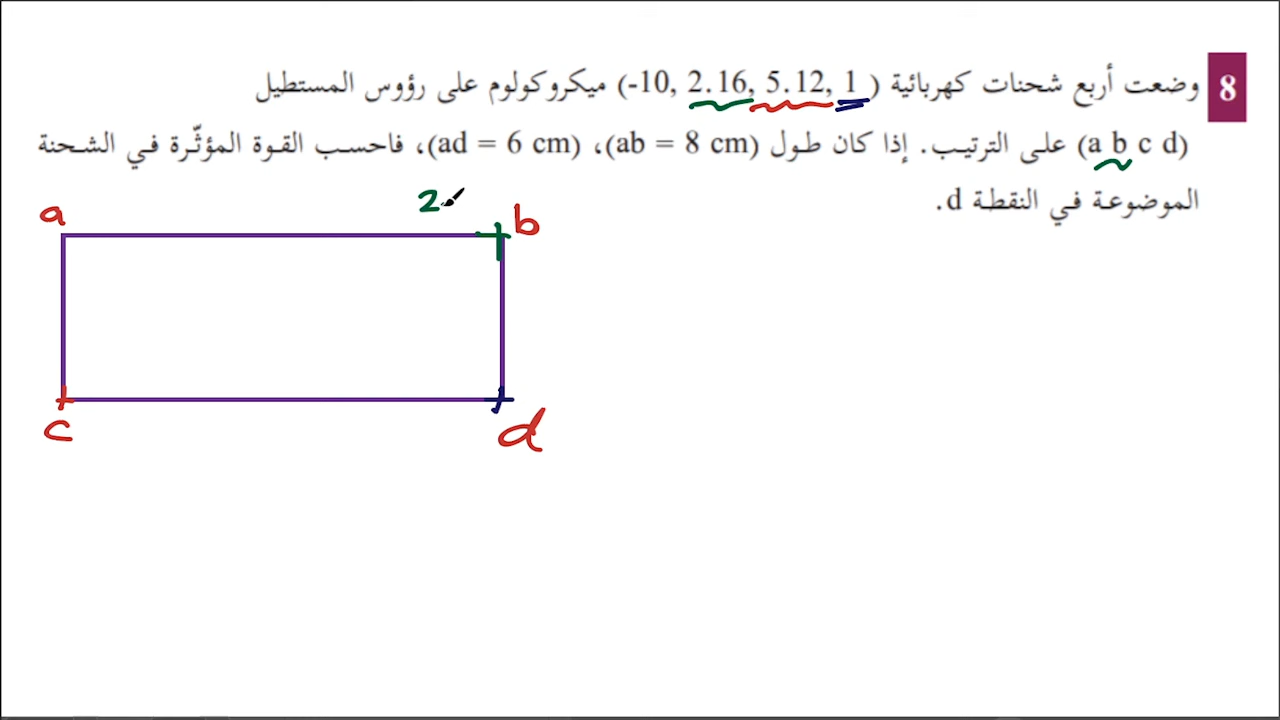 8
وضعت أربع شحنات كهربائية (-10, 2.16, 5.12, 1) ميكروكولوم على رؤوس المستطيل
(a b c d) على الترتيب. إذا كان طول (ab = 8 cm)، (ad = 6 cm)، فاحسب القوة المؤثّرة في الشحنة
الموضوعة في النقطة d.
2
a
b
c
d